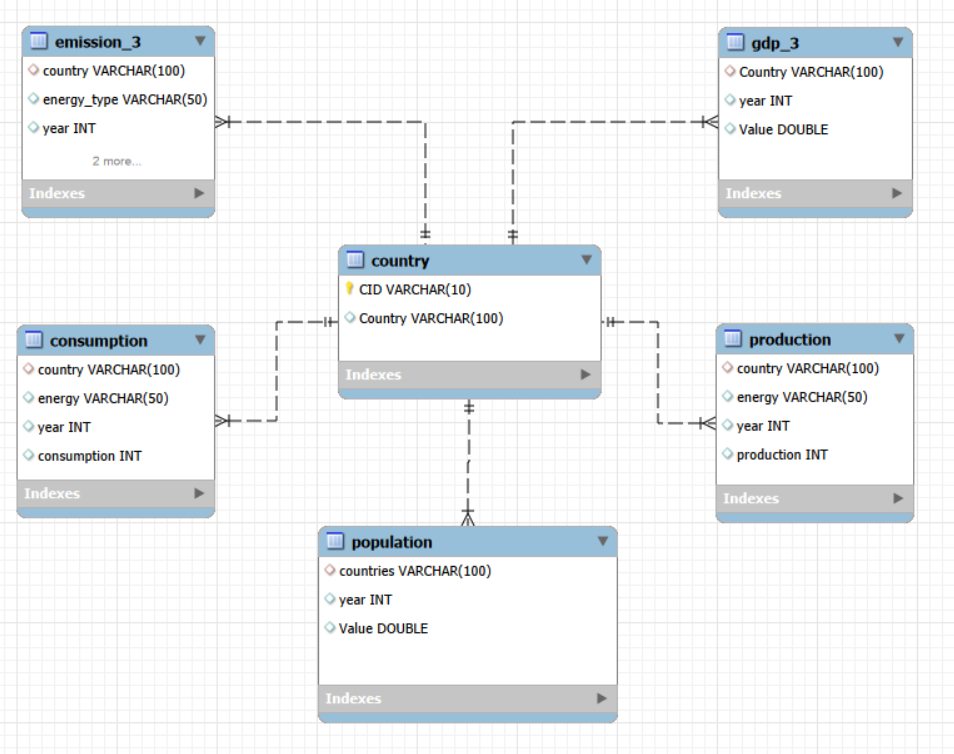 emission_3
country VARCHAR(100)
energy_type VARCHAR(50)
year INT
2 more...
Indexes
gdp_3
Country VARCHAR(100)
year INT
Value DOUBLE
Indexes
country
CID VARCHAR(10)
Country VARCHAR(100)
Indexes
consumption
country VARCHAR(100)
energy VARCHAR(50)
year INT
consumption INT
Indexes
production
country VARCHAR(100)
energy VARCHAR(50)
year INT
production INT
Indexes
population
countries VARCHAR(100)
year INT
Value DOUBLE
Indexes